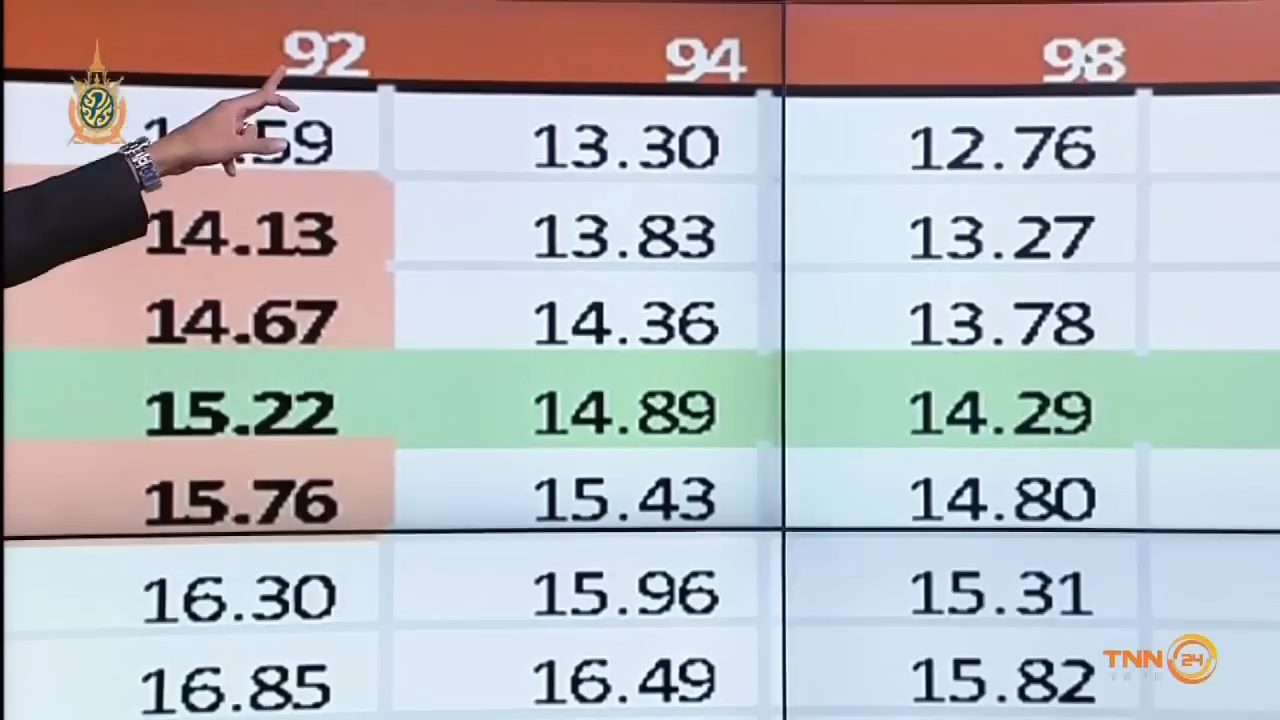 92 94 98
.59 13.30 12.76
14.13 13.83 13.27
14.67 14.36 13.78
15.22 14.89 14.29
15.76 15.43 14.80
16.30 15.96 15.31
16.85 16.49 15.82
TNN 24